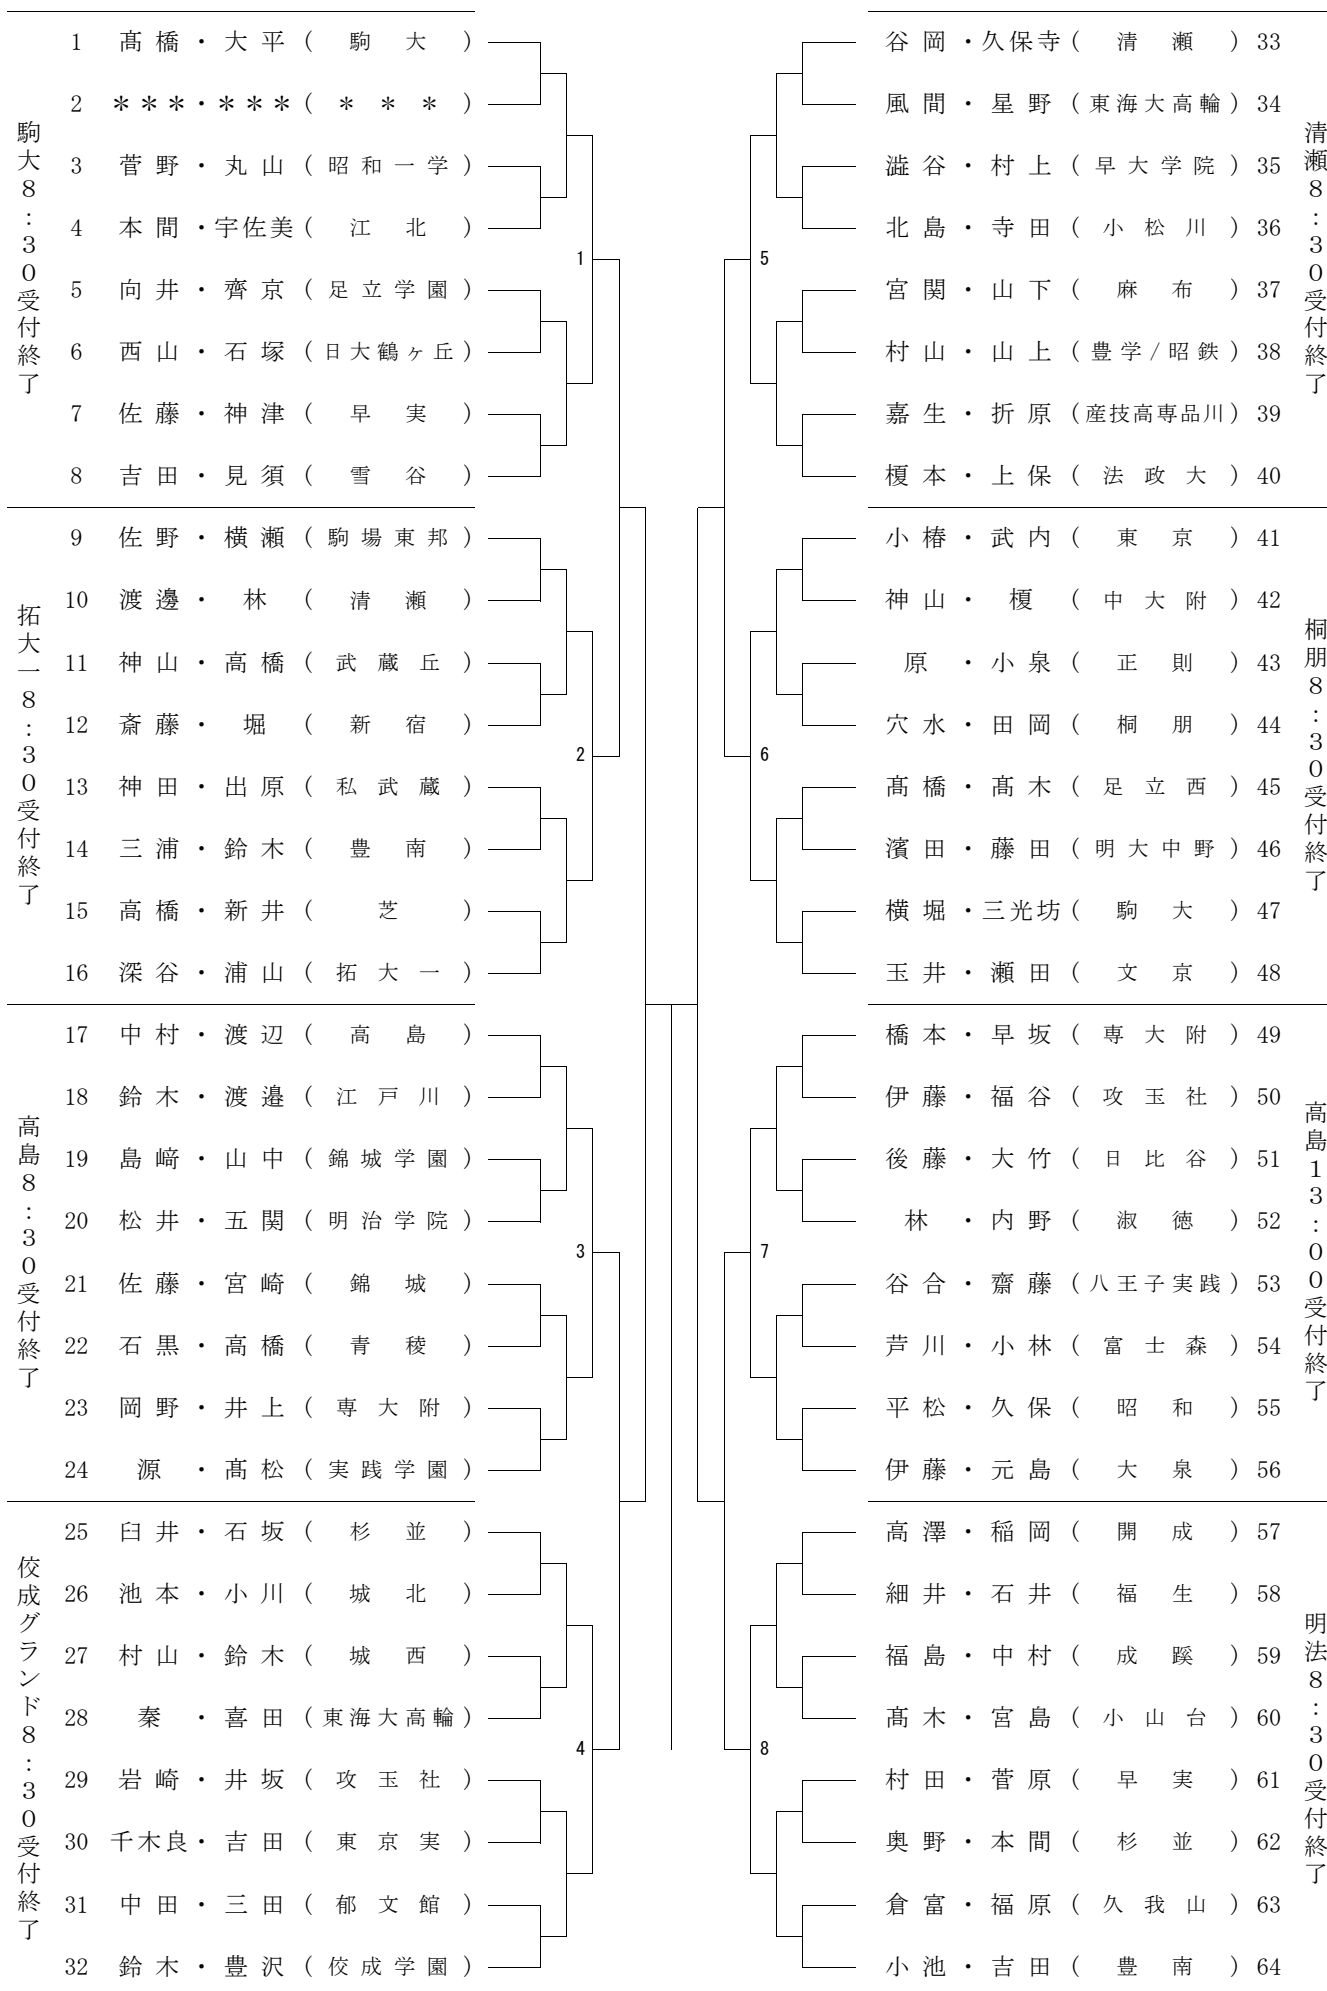 駒大8：30受付終了
1 髙橋・大平（駒大）
2 ＊＊＊・＊＊＊（＊＊＊）
3 菅野・丸山（昭和一学）
4 本間・宇佐美（江北）
5 向井・齊京（足立学園）
6 西山・石塚（日大鶴ヶ丘）
7 佐藤・神津（早実）
8 吉田・見須（雪谷）
1
拓大一8：30受付終了
9 佐野・横瀬（駒場東邦）
10 渡邊・林（清瀬）
11 神山・高橋（武蔵丘）
12 斎藤・堀（新宿）
13 神田・出原（私武蔵）
14 三浦・鈴木（豊南）
15 高橋・新井（芝）
16 深谷・浦山（拓大一）
2
高島8：30受付終了
17 中村・渡辺（高島）
18 鈴木・渡邉（江戸川）
19 島﨑・山中（錦城学園）
20 松井・五関（明治学院）
21 佐藤・宮崎（錦城）
22 石黒・高橋（青稜）
23 岡野・井上（専大附）
24 源・髙松（実践学園）
3
佼成グランド8：30受付終了
25 臼井・石坂（杉並）
26 池本・小川（城北）
27 村山・鈴木（城西）
28 秦・喜田（東海大高輪）
29 岩崎・井坂（攻玉社）
30 千木良・吉田（東京実）
31 中田・三田（郁文館）
32 鈴木・豊沢（佼成学園）
4
清瀬8：30受付終了
谷岡・久保寺（清瀬）33
風間・星野（東海大高輪）34
澁谷・村上（早大学院）35
北島・寺田（小松川）36
宮関・山下（麻布）37
村山・山上（豊学/昭鉄）38
嘉生・折原（産技高専品川）39
榎本・上保（法政大）40
5
桐朋8：30受付終了
小椿・武内（東京）41
神山・榎（中大附）42
原・小泉（正則）43
穴水・田岡（桐朋）44
髙橋・髙木（足立西）45
濱田・藤田（明大中野）46
横堀・三光坊（駒大）47
玉井・瀬田（文京）48
6
高島13：00受付終了
橋本・早坂（専大附）49
伊藤・福谷（攻玉社）50
後藤・大竹（日比谷）51
林・内野（淑徳）52
谷合・齋藤（八王子実践）53
芦川・小林（富士森）54
平松・久保（昭和）55
伊藤・元島（大泉）56
7
明法8：30受付終了
高澤・稲岡（開成）57
細井・石井（福生）58
福島・中村（成蹊）59
髙木・宮島（小山台）60
村田・菅原（早実）61
奥野・本間（杉並）62
倉富・福原（久我山）63
小池・吉田（豊南）64
8